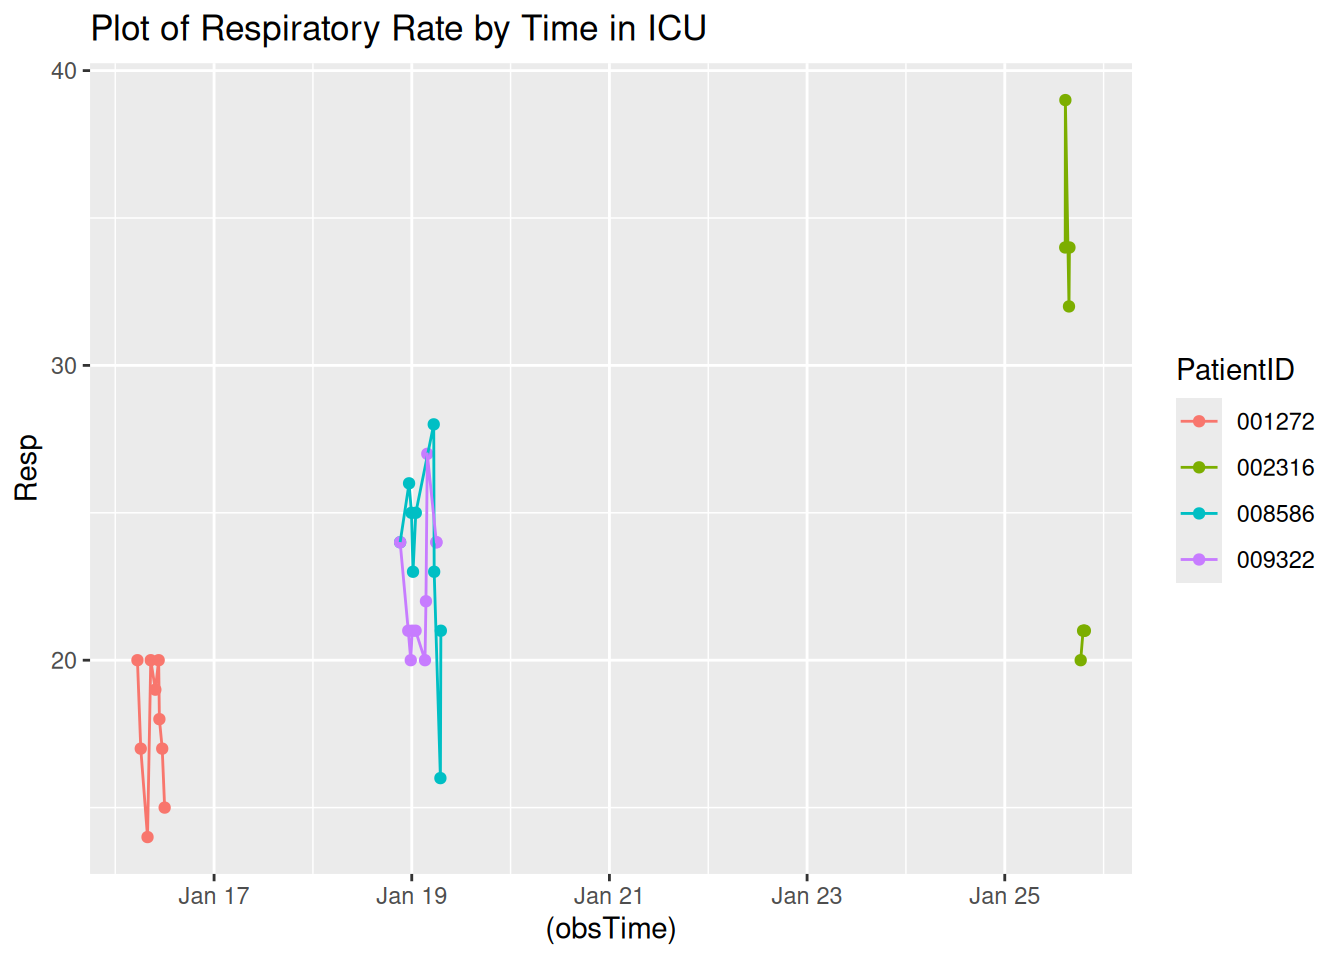 Plot of Respiratory Rate by Time in ICU
40
30
20
Resp
Jan 17
Jan 19
Jan 21
Jan 23
Jan 25
(obsTime)
PatientID
001272
002316
008586
009322